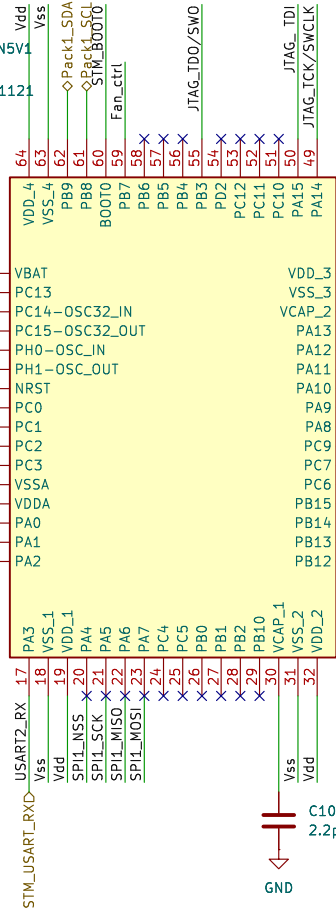 Vdd
Vss
Pack1_SDA
Pack1_SCL
STM_BOOT0
Fan_ctrl
JTAG_TDO/SWO
JTAG_TDI
JTAG_TCK/SWCLK
N5V1
1121
64
63
62
61
60
59
58
57
56
55
54
53
52
51
50
49
VDD_4
VSS_4
PB9
PB8
BOOT0
PB7
PB6
PB5
PB4
PB3
PD2
PC12
PC11
PC10
PA15
PA14
VBAT
PC13
PC14-OSC32_IN
PC15-OSC32_OUT
PH0-OSC_IN
PH1-OSC_OUT
NRST
PC0
PC1
PC2
PC3
VSSA
VDDA
PA0
PA1
PA2
VDD_3
VSS_3
VCAP_2
PA13
PA12
PA11
PA10
PA9
PA8
PC9
PC7
PC6
PB15
PB14
PB13
PB12
PA3
VSS_1
VDD_1
PA4
PA5
PA6
PA7
PC4
PC5
PB0
PB1
PB2
PB10
VCAP_1
VSS_2
VDD_2
17
18
19
20
21
22
23
24
25
26
27
28
29
30
31
32
USART2_RX
Vss
Vdd
SPI1_NSS
SPI1_SCK
SPI1_MISO
SPI1_MOSI
Vss
Vdd
STM_USART_RX
C10
2.2
GND